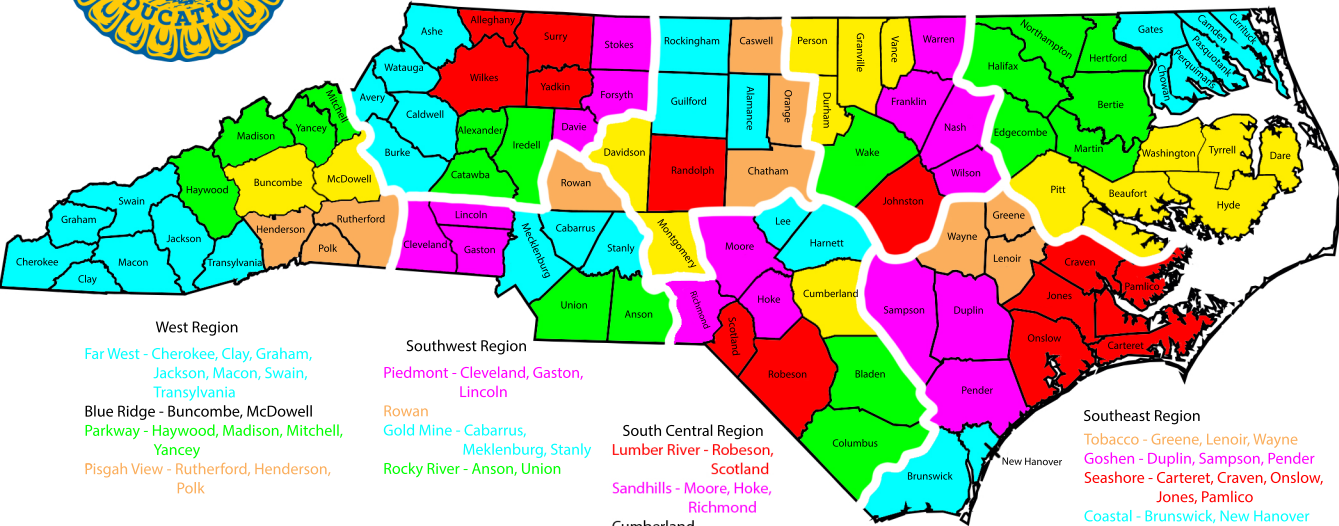 DUCATIO
Ashe
Alleghany
Surry
Stokes
Rockingham
Caswell
Person
Granville
Vance
Warren
Northampton
Gates
Camden
Currituck
Pasquotank
Perquimans
Chowan
Hertford
Halifax
Bertie
Watauga
Wilkes
Yadkin
Forsyth
Guilford
Alamance
Orange
Durham
Franklin
Nash
Edgecombe
Martin
Washington
Tyrrell
Dare
Mitchell
Avery
Caldwell
Alexander
Iredell
Davie
Davidson
Randolph
Chatham
Wake
Wilson
Pitt
Beaufort
Hyde
Madison
Yancey
Burke
Catawba
Rowan
Johnston
Greene
Haywood
Buncombe
McDowell
Swain
Graham
Jackson
Henderson
Rutherford
Polk
Cleveland
Lincoln
Gaston
Mecklenburg
Cabarrus
Stanly
Montgomery
Moore
Lee
Harnett
Wayne
Lenoir
Craven
Pamlico
Jones
Cherokee
Macon
Clay
Transylvania
Union
Anson
Richmond
Hoke
Scotland
Cumberland
Sampson
Duplin
Onslow
Carteret
Robeson
Bladen
Pender
Columbus
Brunswick
New Hanover
West Region
Far West - Cherokee, Clay, Graham,
Jackson, Macon, Swain,
Transylvania
Blue Ridge - Buncombe, McDowell
Parkway - Haywood, Madison, Mitchell,
Yancey
Pisgah View - Rutherford, Henderson,
Polk
Southwest Region
Piedmont - Cleveland, Gaston,
Lincoln
Rowan
Gold Mine - Cabarrus,
Meklenburg, Stanly
Rocky River - Anson, Union
South Central Region
Lumber River - Robeson,
Scotland
Sandhills - Moore, Hoke,
Richmond
Cumberland
Southeast Region
Tobacco - Greene, Lenoir, Wayne
Goshen - Duplin, Sampson, Pender
Seashore - Carteret, Craven, Onslow,
Jones, Pamlico
Coastal - Brunswick, New Hanover